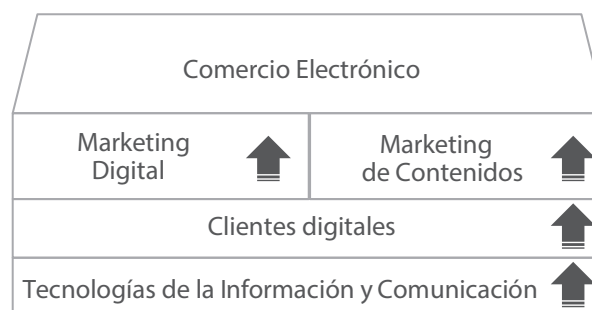 Comercio Electrónico
Marketing
Digital
Marketing
de Contenidos
Clientes digitales
Tecnologías de la Información y Comunicación